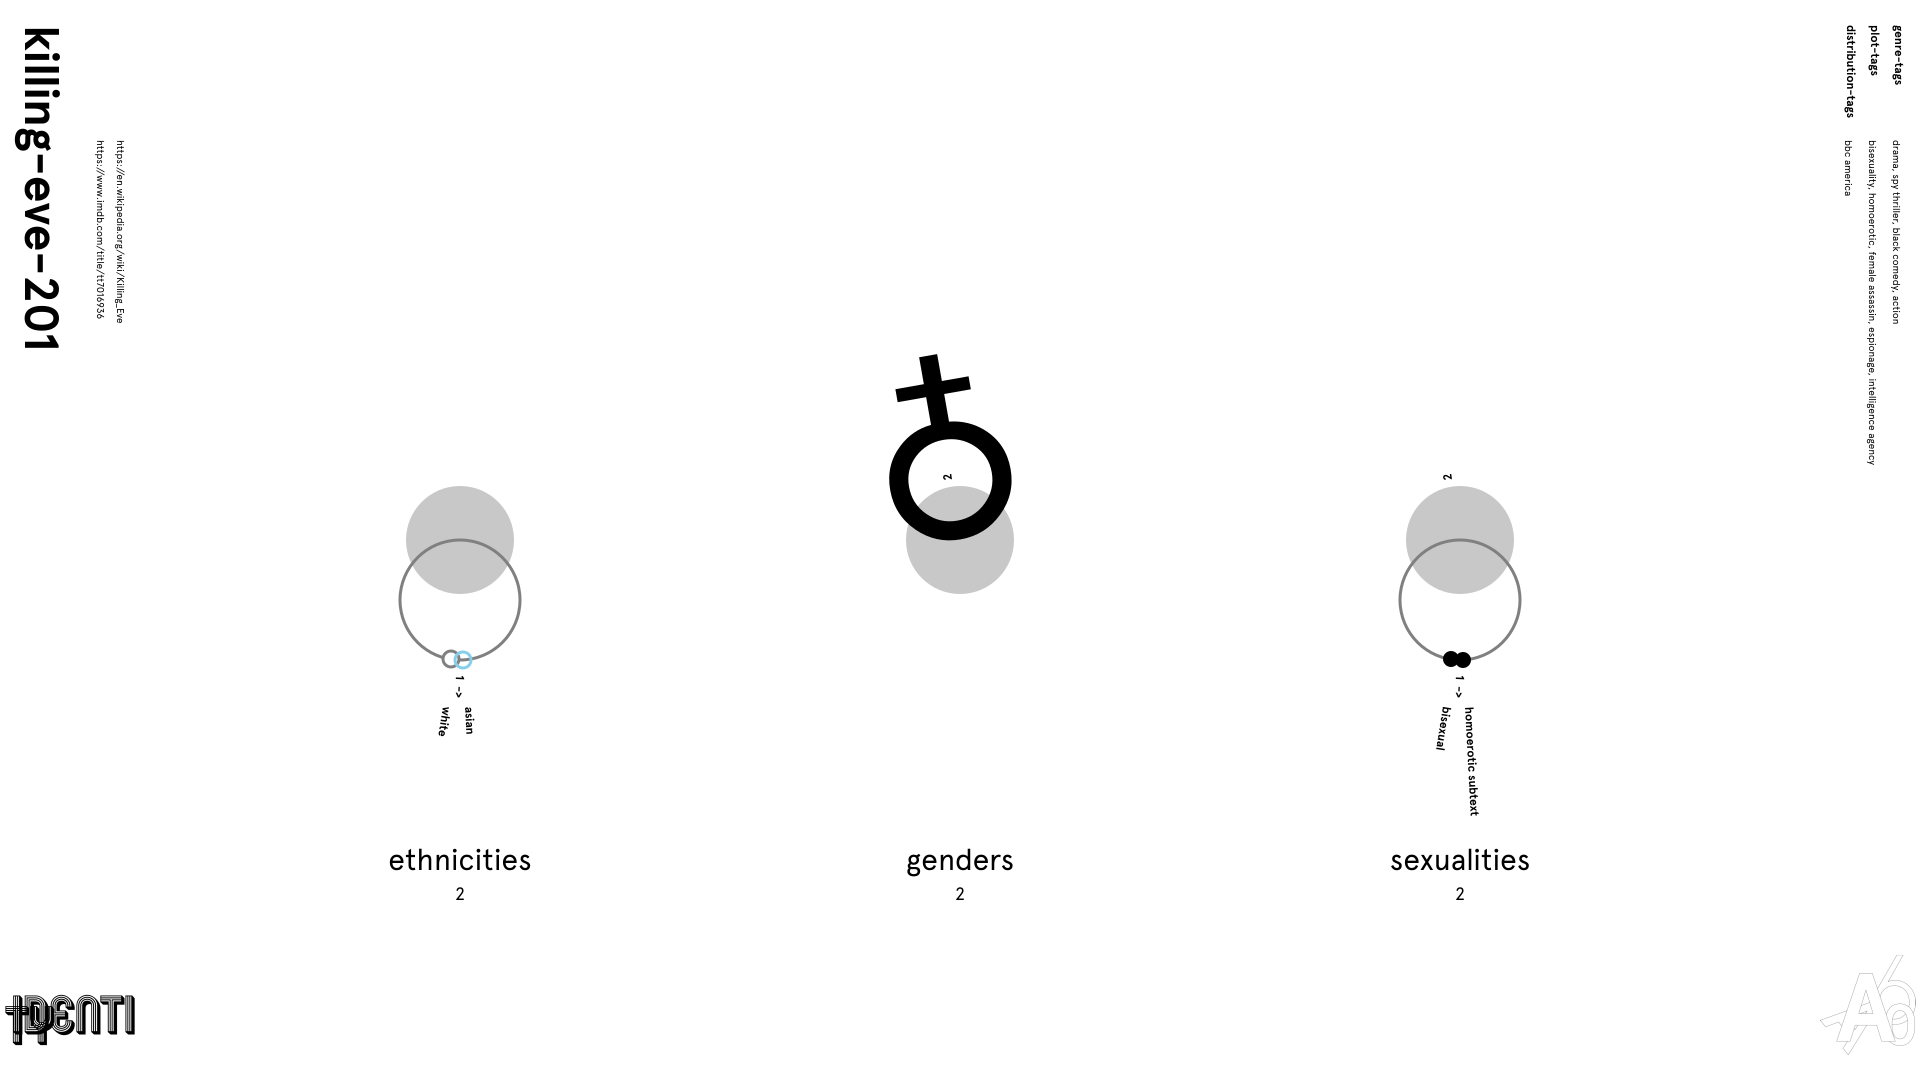 killing-eve-201
https://en.wikipedia.org/wiki/Killing_Eve
https://www.imdb.com/title/tt7016936
genre-tags
drama, spy thriller, black comedy, action
plot-tags
bisexuality, homoerotic, female assassin, espionage, intelligence agency
distribution-tags
bbc america
1 ->
asian
white
ethnicities
2
2
genders
2
2
1 ->
homoerotic subtext
bisexual
sexualities
2
IDENTI